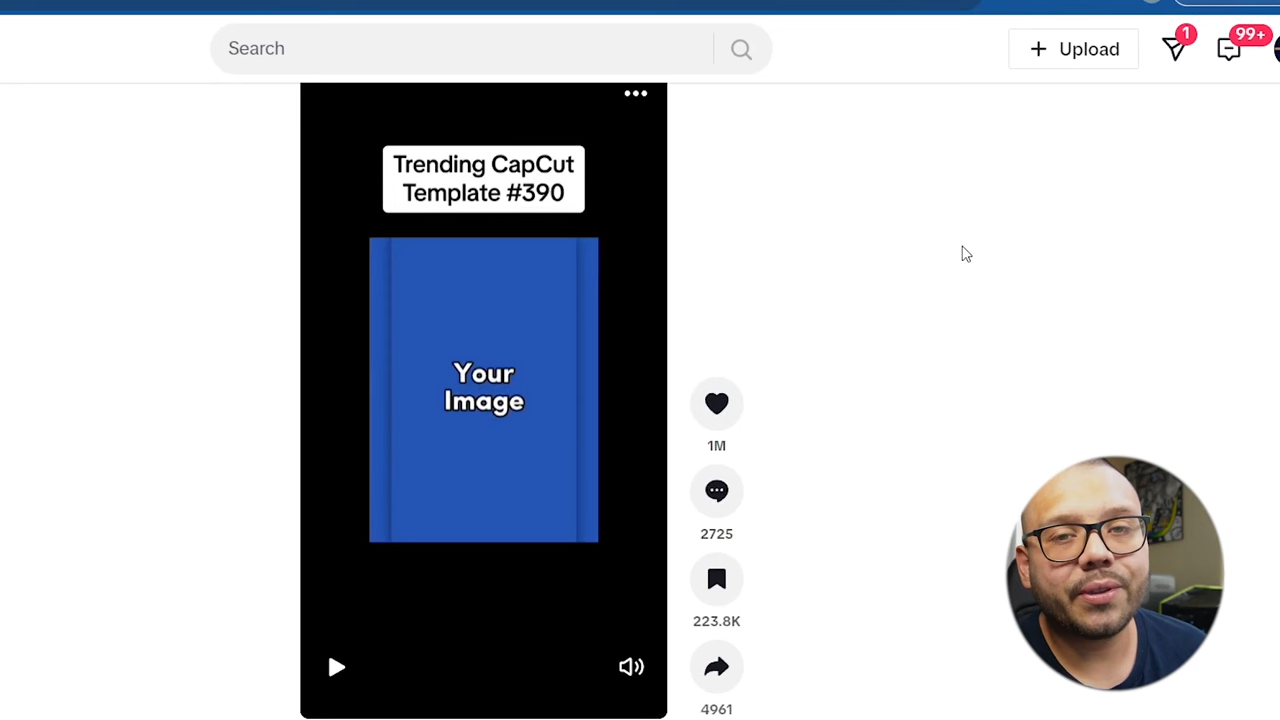 Search
Upload
1
99+
Trending CapCut
Template #390
Your
Image
1M
2725
223.8K
4961